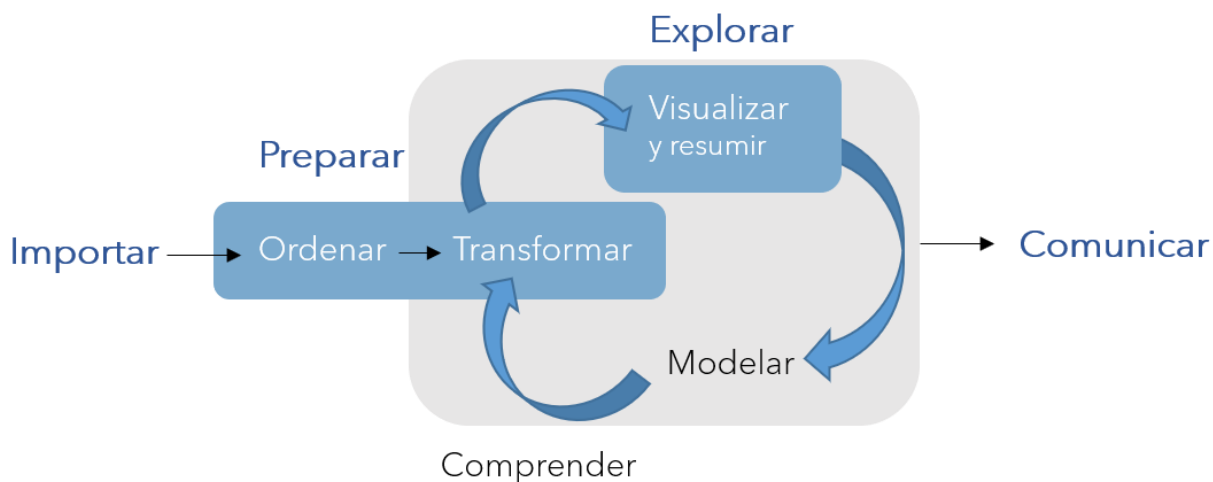 Explorar
Visualizar
y resumir
Preparar
Importar
Ordenar
Transformar
Comunicar
Modelar
Comprender